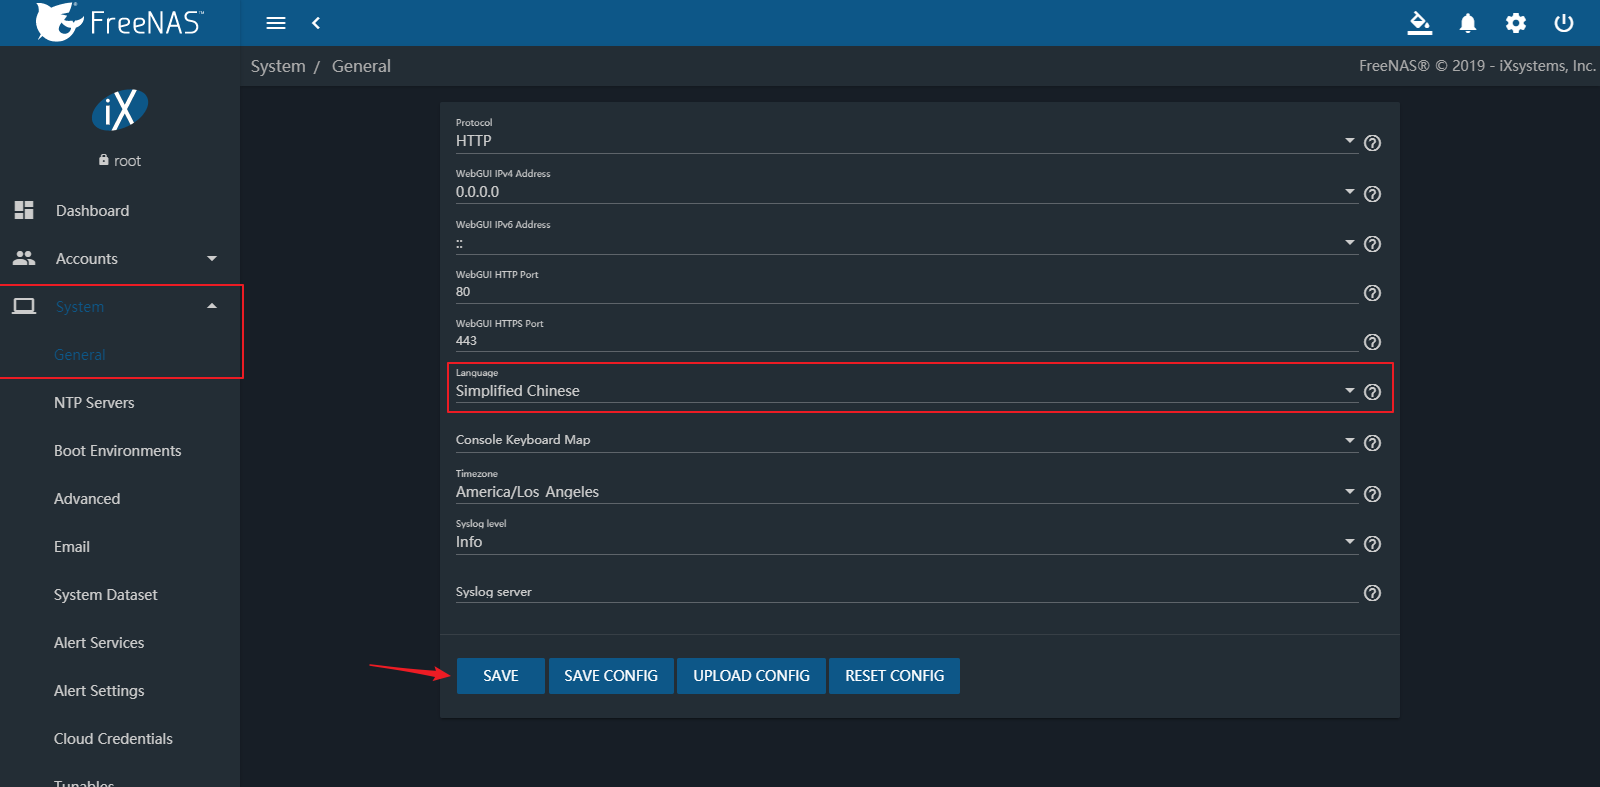 FreeNAS™
System / General
FreeNAS® © 2019 - iXsystems, Inc.
iX
root
Dashboard
Accounts
System
General
NTP Servers
Boot Environments
Advanced
Email
System Dataset
Alert Services
Alert Settings
Cloud Credentials
Tunables
Protocol
HTTP
WebGUI IPv4 Address
0.0.0.0
WebGUI IPv6 Address
::
WebGUI HTTP Port
80
WebGUI HTTPS Port
443
Language
Simplified Chinese
Console Keyboard Map
Timezone
America/Los Angeles
Syslog level
Info
Syslog server
SAVE
SAVE CONFIG
UPLOAD CONFIG
RESET CONFIG